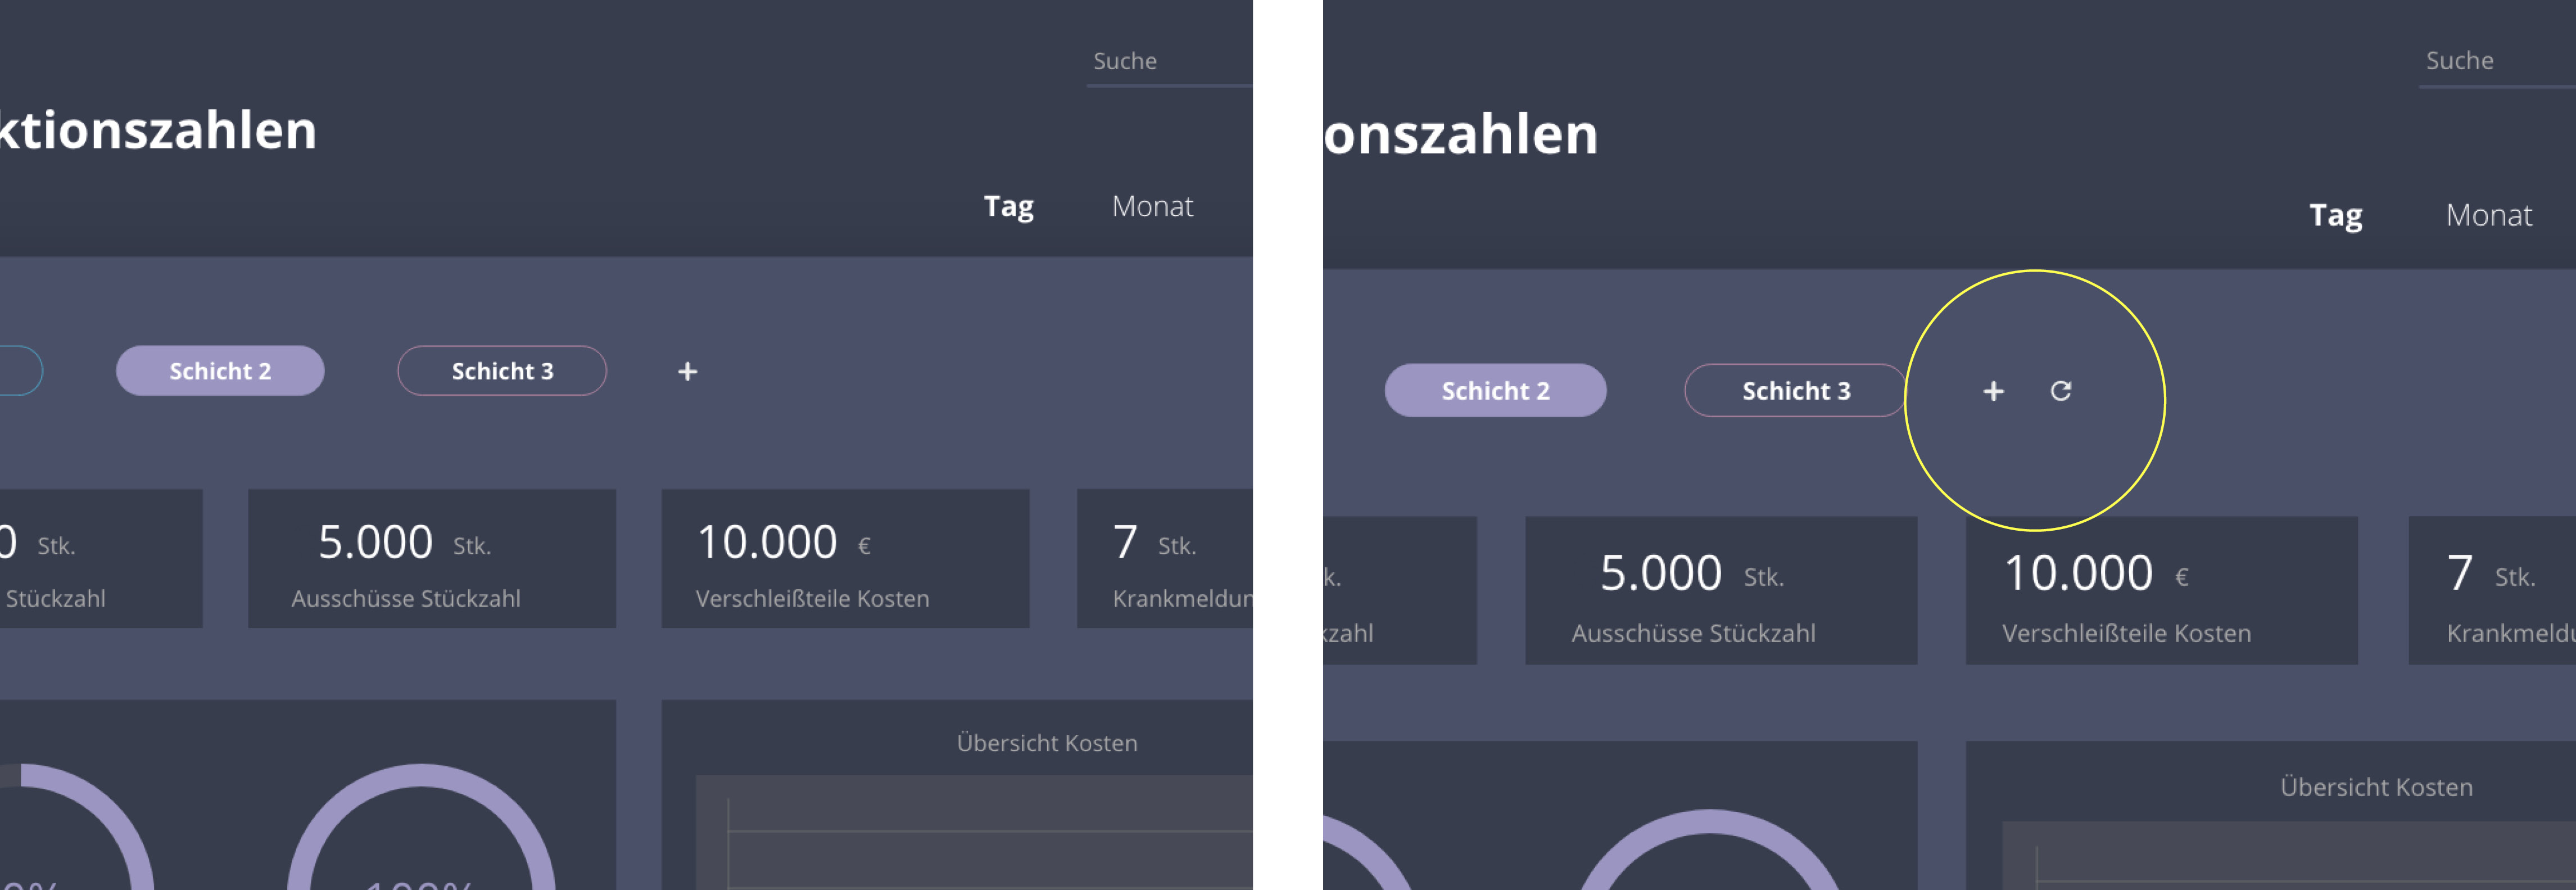 Suche
ktionszahlen
Tag Monat
Schicht 2 Schicht 3 +
0 Stk. 5.000 Stk. 10.000 € 7 Stk.
Stückzahl Ausschüsse Stückzahl Verschleißteile Kosten Krankmeldun
Übersicht Kosten
Suche
onszahlen
Tag Monat
Schicht 2 Schicht 3 +
k. 5.000 Stk. 10.000 € 7 Stk.
zahl Ausschüsse Stückzahl Verschleißteile Kosten Krankmeldu
Übersicht Kosten